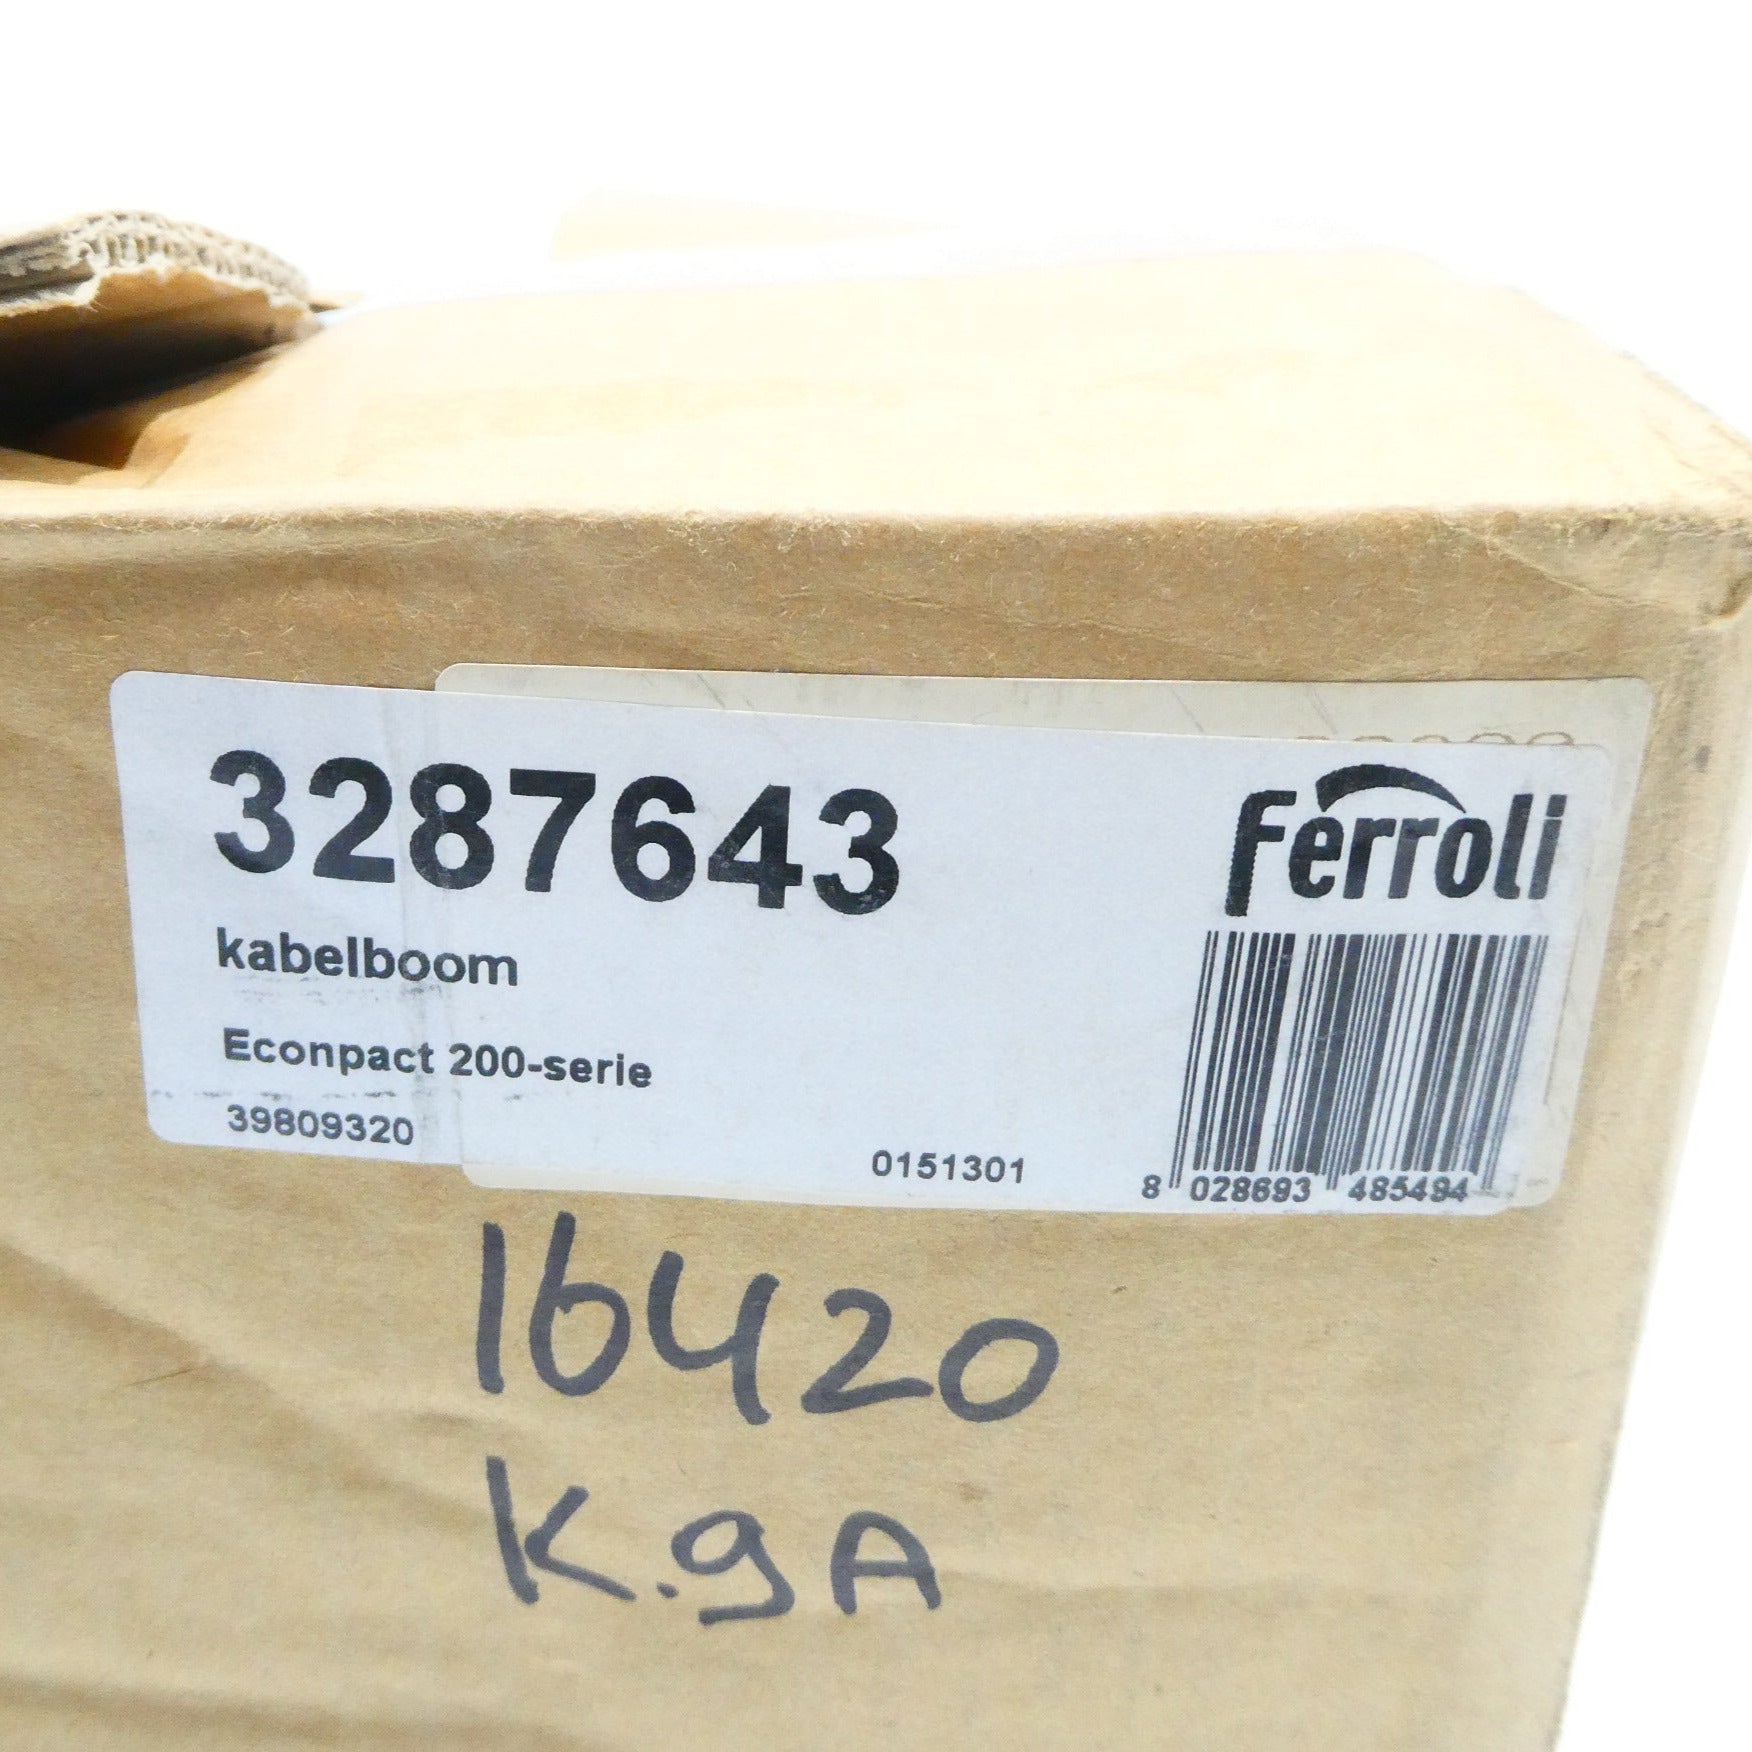 3287643
Ferroli
kabelboom
Econpact 200-serie
39809320
0151301
8 028693 485494
16420
K.9A